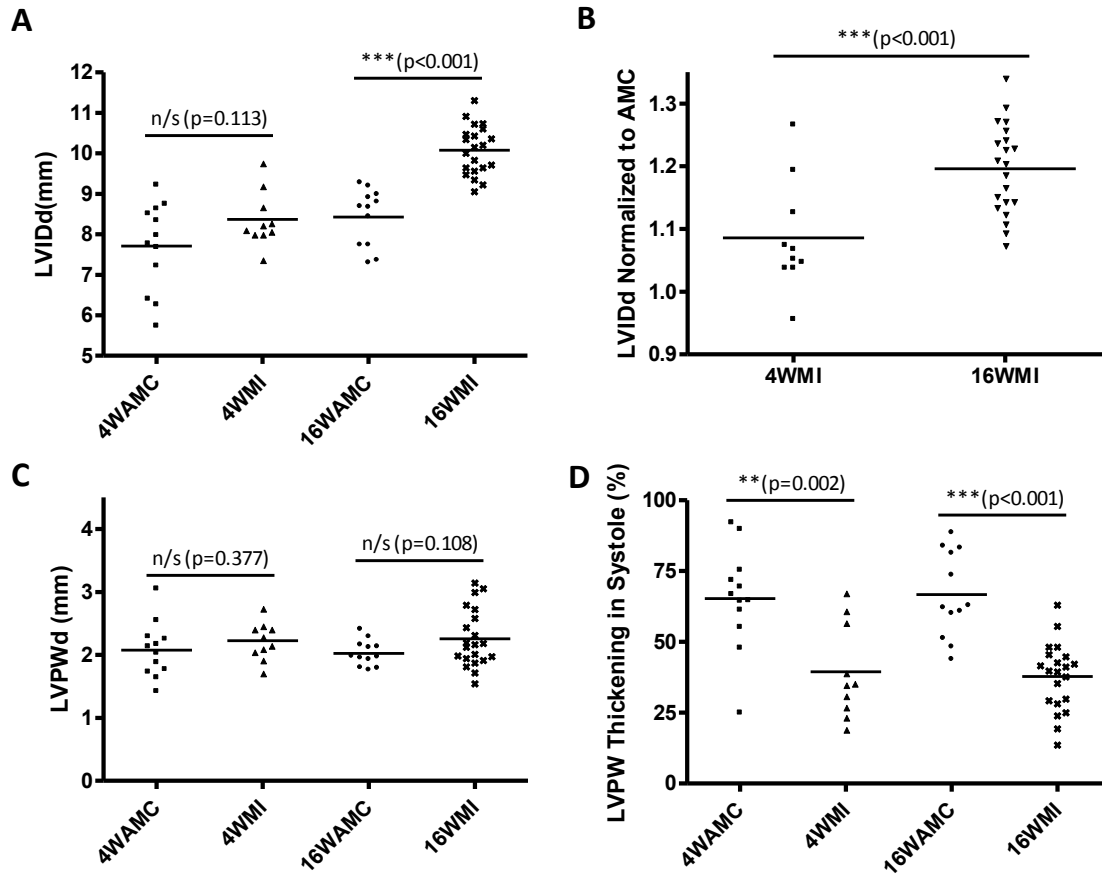 A
LVIDd(mm)
12
11
10
9
8
7
6
5
n/s (p=0.113)
***(p<0.001)
4WAMC
4WMI
16WAMC
16WMI
B
LVIDd Normalized to AMC
***(p<0.001)
1.3
1.2
1.1
1.0
0.9
4WMI
16WMI
C
LVPWd (mm)
4
3
2
1
0
n/s (p=0.377)
n/s (p=0.108)
4WAMC
4WMI
16WAMC
16WMI
D
LVPW Thickening in Systole (%)
100
75
50
25
0
**(p=0.002)
***(p<0.001)
4WAMC
4WMI
16WAMC
16WMI